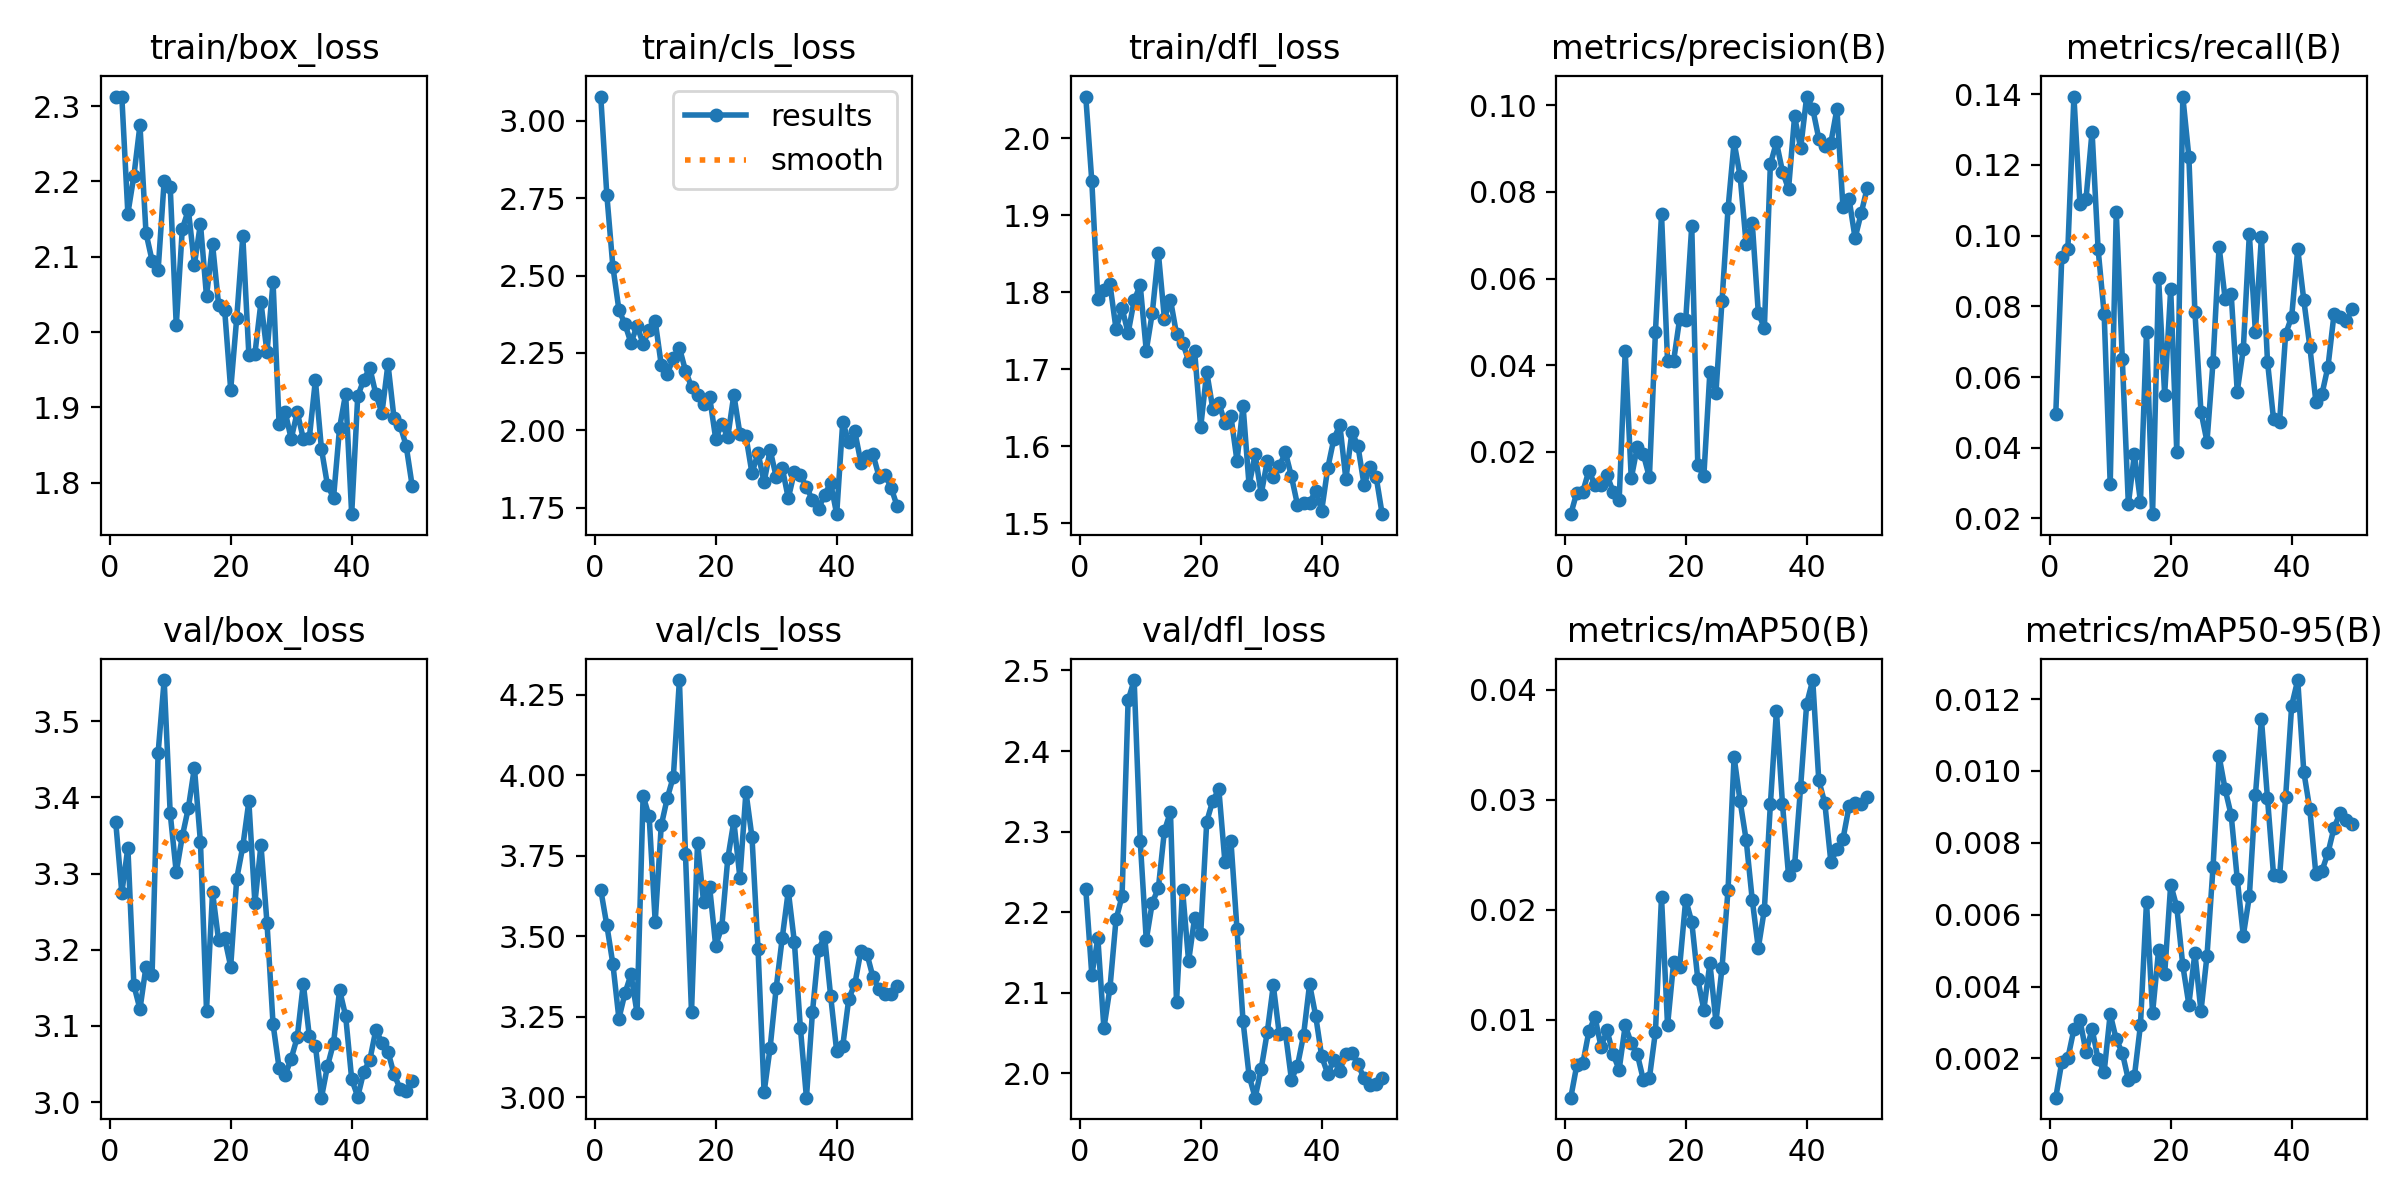 train/box_loss
2.3
2.2
2.1
2.0
1.9
1.8
0 20 40
train/cls_loss
results
smooth
3.00
2.75
2.50
2.25
2.00
1.75
0 20 40
train/dfl_loss
2.0
1.9
1.8
1.7
1.6
1.5
0 20 40
metrics/precision(B)
0.10
0.08
0.06
0.04
0.02
0 20 40
metrics/recall(B)
0.14
0.12
0.10
0.08
0.06
0.04
0.02
0 20 40
val/box_loss
3.5
3.4
3.3
3.2
3.1
3.0
0 20 40
val/cls_loss
4.25
4.00
3.75
3.50
3.25
3.00
0 20 40
val/dfl_loss
2.5
2.4
2.3
2.2
2.1
2.0
0 20 40
metrics/mAP50(B)
0.04
0.03
0.02
0.01
0 20 40
metrics/mAP50-95(B)
0.012
0.010
0.008
0.006
0.004
0.002
0 20 40